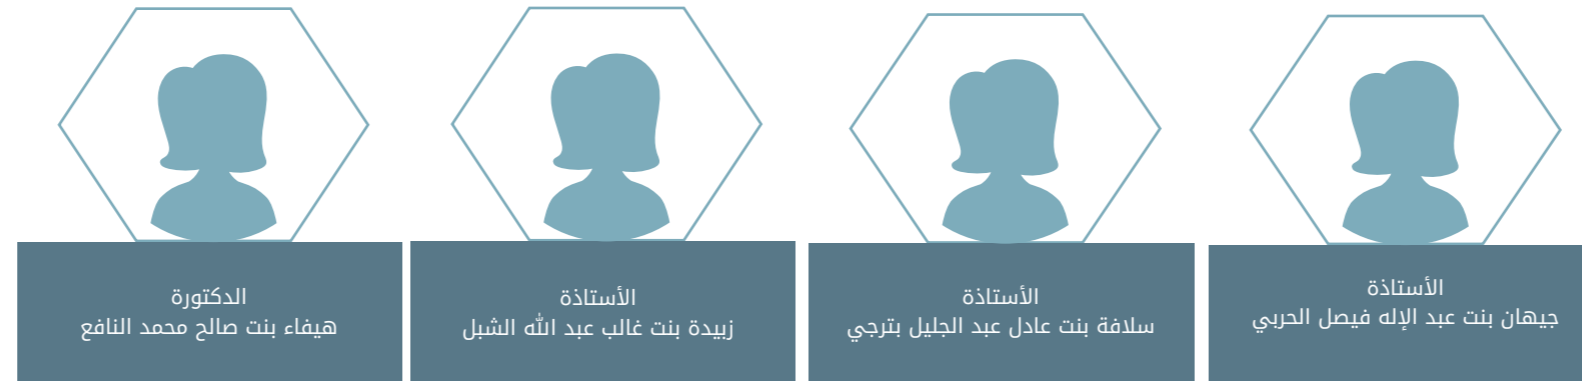 الأستاذة
جيهان بنت عبد الإله فيصل الحربي
الأستاذة
سلافة بنت عادل عبد الجليل بترجي
الأستاذة
زبيدة بنت غالب عبد الله الشبل
الدكتورة
هيفاء بنت صالح محمد النافع